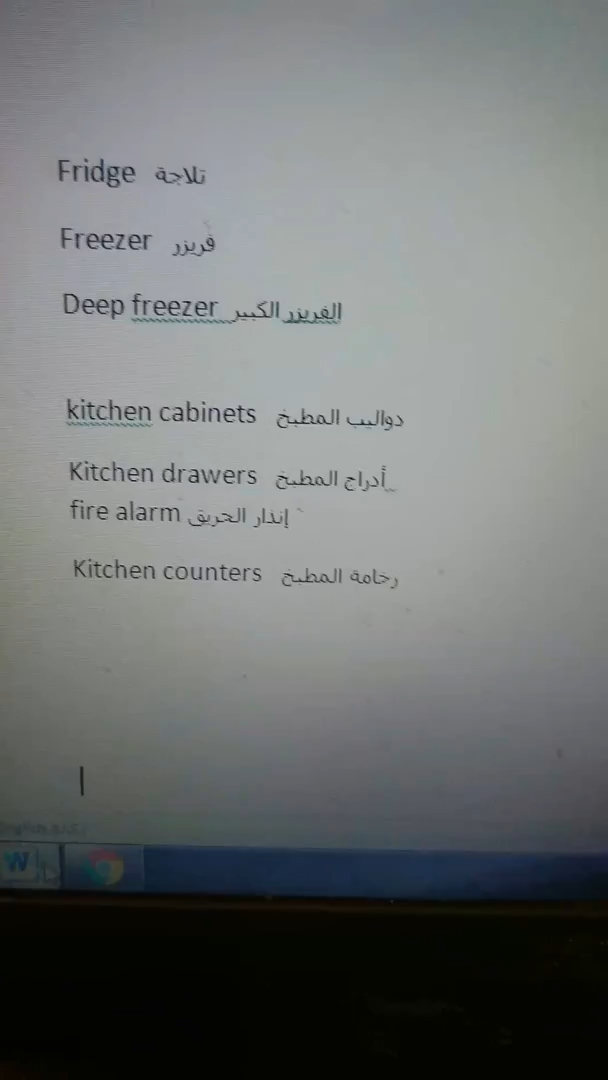 Fridge ثلاجة
Freezer فريزر
Deep freezer الفريزر الكبير
kitchen cabinets دواليب المطبخ
Kitchen drawers أدراج المطبخ
fire alarm إنذار الحريق
Kitchen counters رخامة المطبخ
W